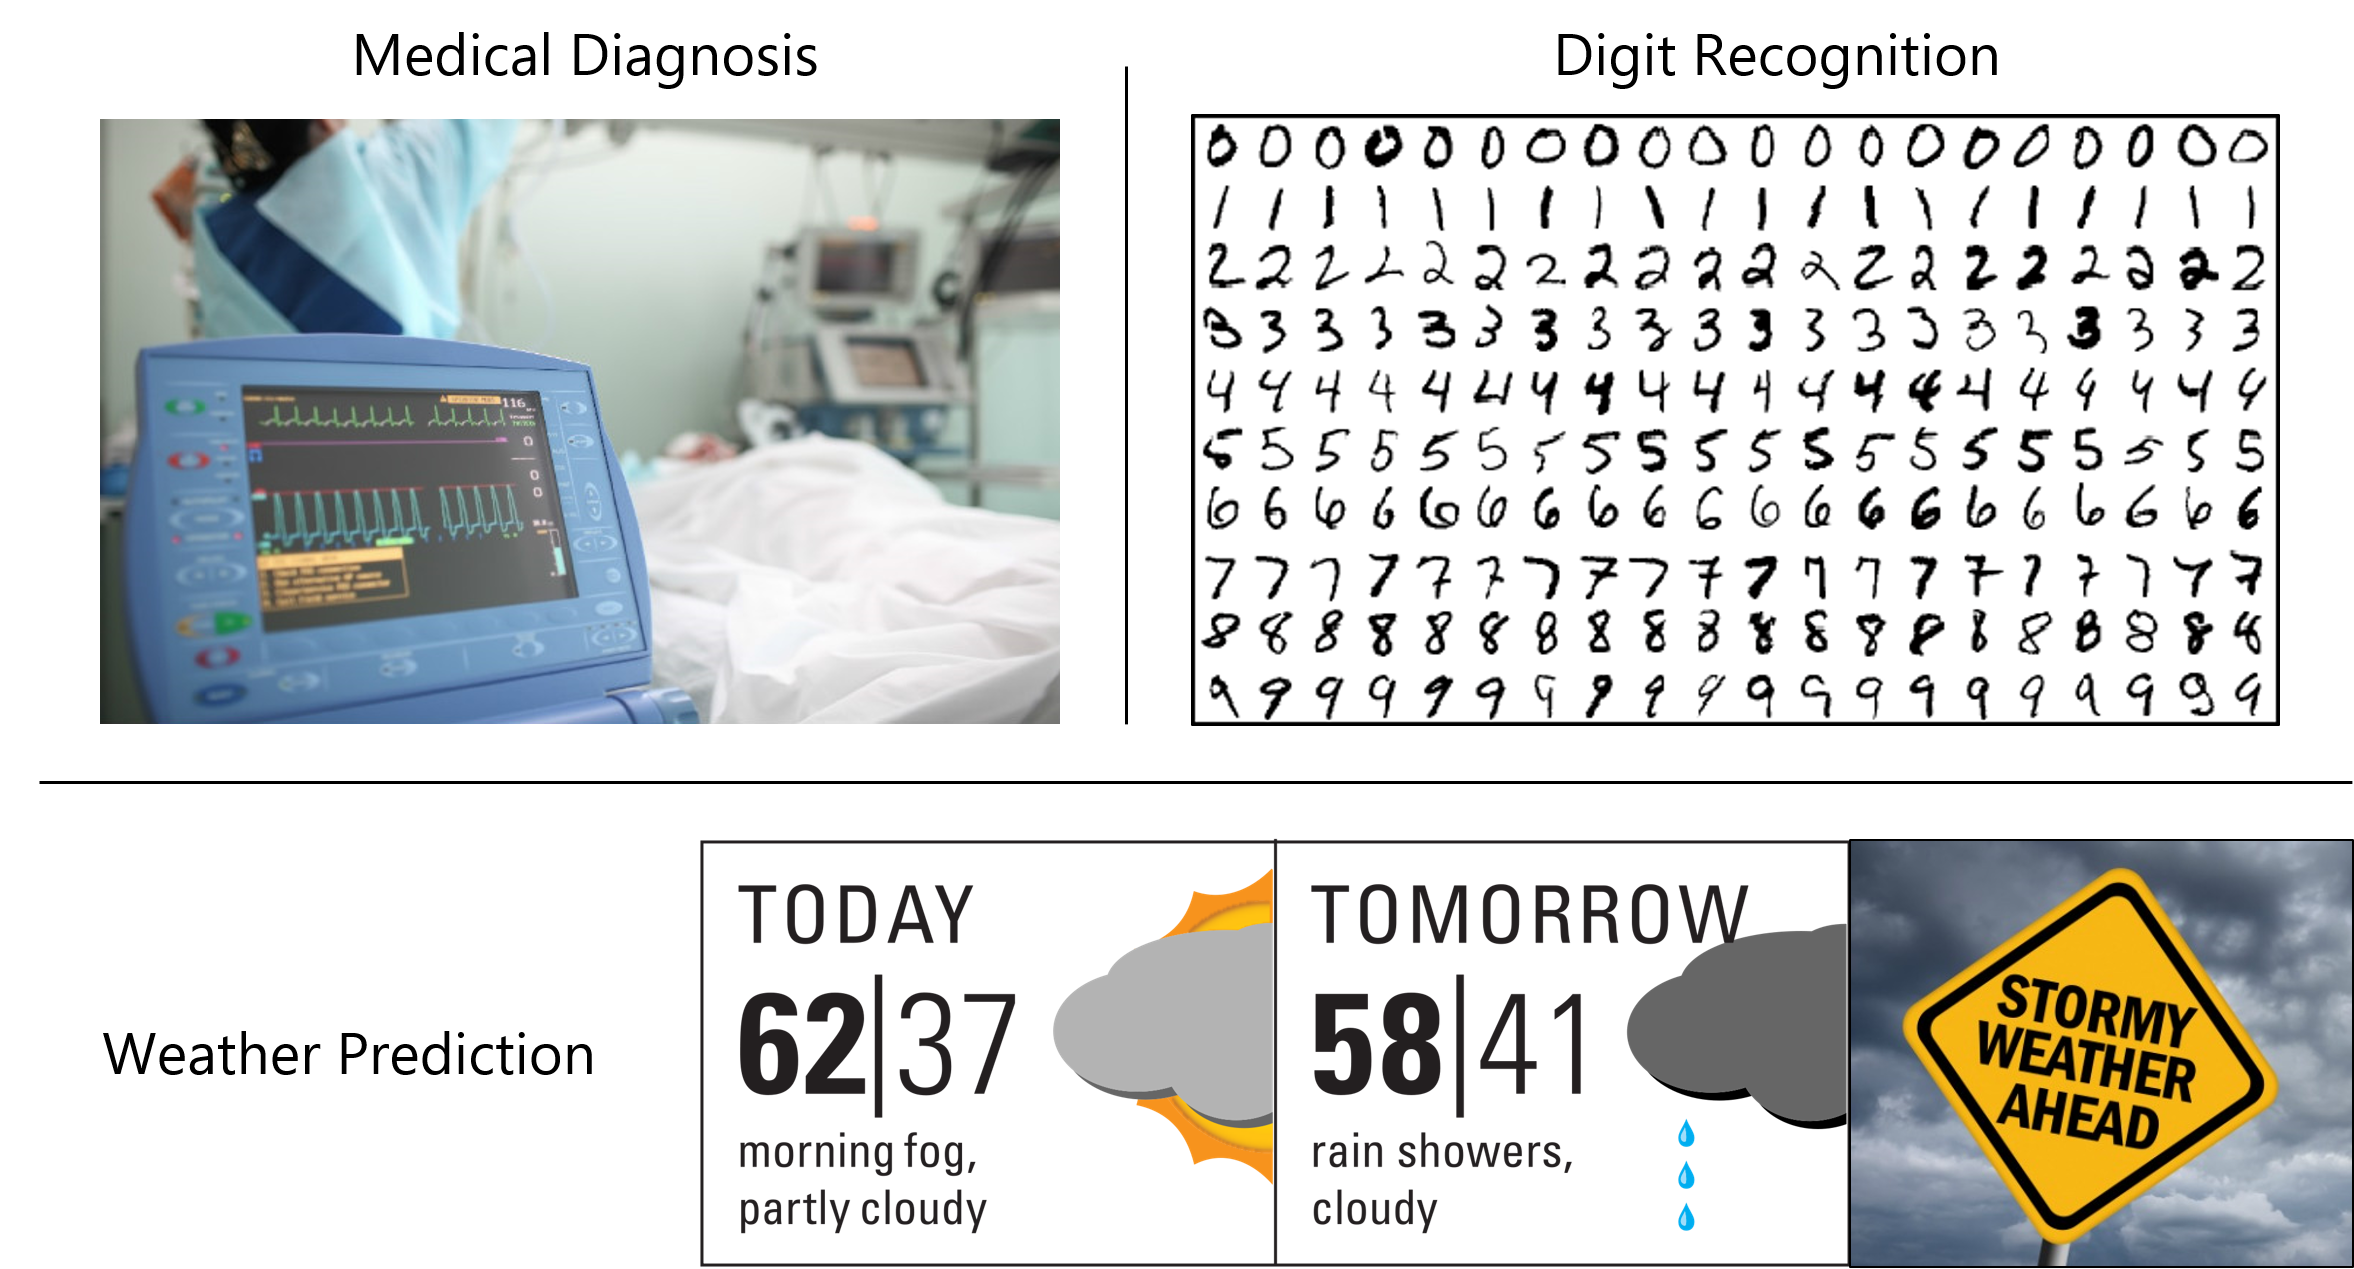 Medical Diagnosis
116
0
0
0
Digit Recognition
0 0 0 0 0 0 0 0 0 0 0 0 0 0 0 0 0 0 0 0
1 1 1 1 1 1 1 1 1 1 1 1 1 1 1 1 1 1 1 1
2 2 2 2 2 2 2 2 2 2 2 2 2 2 2 2 2 2 2 2
3 3 3 3 3 3 3 3 3 3 3 3 3 3 3 3 3 3 3 3
4 4 4 4 4 4 4 4 4 4 4 4 4 4 4 4 4 4 4 4
5 5 5 5 5 5 5 5 5 5 5 5 5 5 5 5 5 5 5 5
6 6 6 6 6 6 6 6 6 6 6 6 6 6 6 6 6 6 6 6
7 7 7 7 7 7 7 7 7 7 7 7 7 7 7 7 7 7 7 7
8 8 8 8 8 8 8 8 8 8 8 8 8 8 8 8 8 8 8 8
9 9 9 9 9 9 9 9 9 9 9 9 9 9 9 9 9 9 9 9
Weather Prediction
TODAY
62|37
morning fog,
partly cloudy
TOMORROW
58|41
rain showers,
cloudy
STORMY
WEATHER
AHEAD